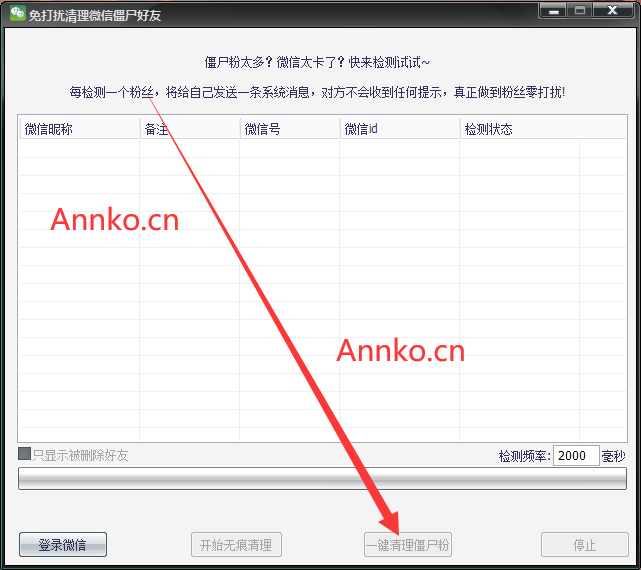 免打扰清理微信僵尸好友
僵尸粉太多？微信太卡了？快来检测试试~
每检测一个粉丝，将给自己发送一条系统消息，对方不会收到任何提示，真正做到粉丝零打扰!
微信昵称 备注 微信号 微信id 检测状态
Annko.cn
Annko.cn
只显示被删除好友 检测频率: 2000 毫秒
登录微信 开始无痕清理 一键清理僵尸粉 停止